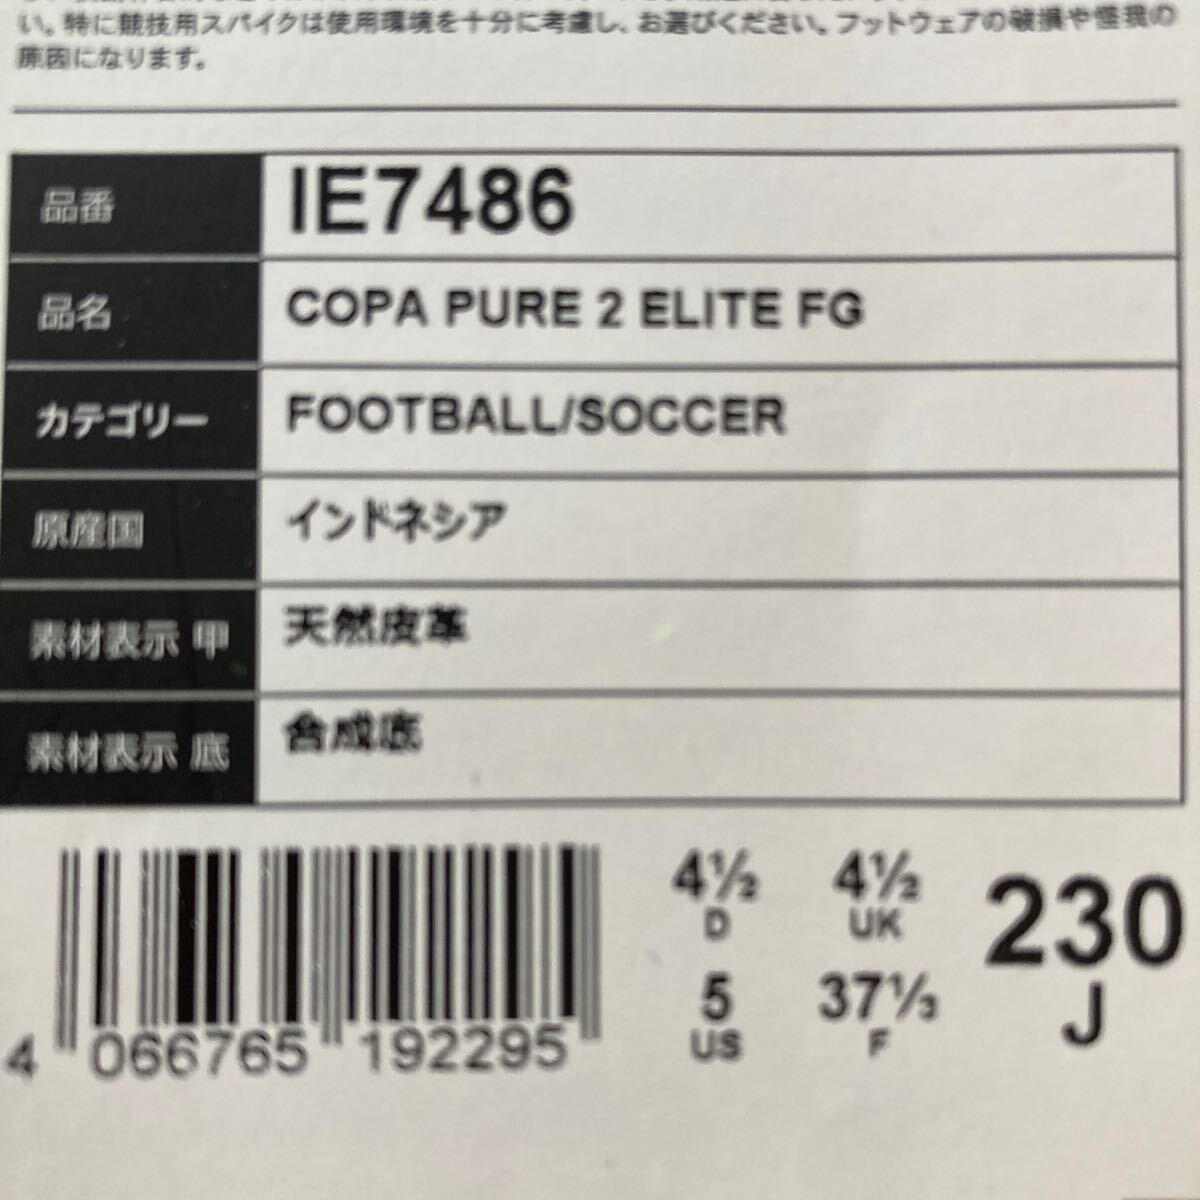 い。特に競技用スパイクは使用環境を十分に考慮し、お選びください。フットウェアの破損や怪我の
原因になります。
品番 IE7486
品名 COPA PURE 2 ELITE FG
カテゴリー FOOTBALL/SOCCER
原産国 インドネシア
素材表示 甲 天然皮革
素材表示 底 合成底
4 066765 192295
4½ D
4½ UK
5 US
37⅓ F
230 J